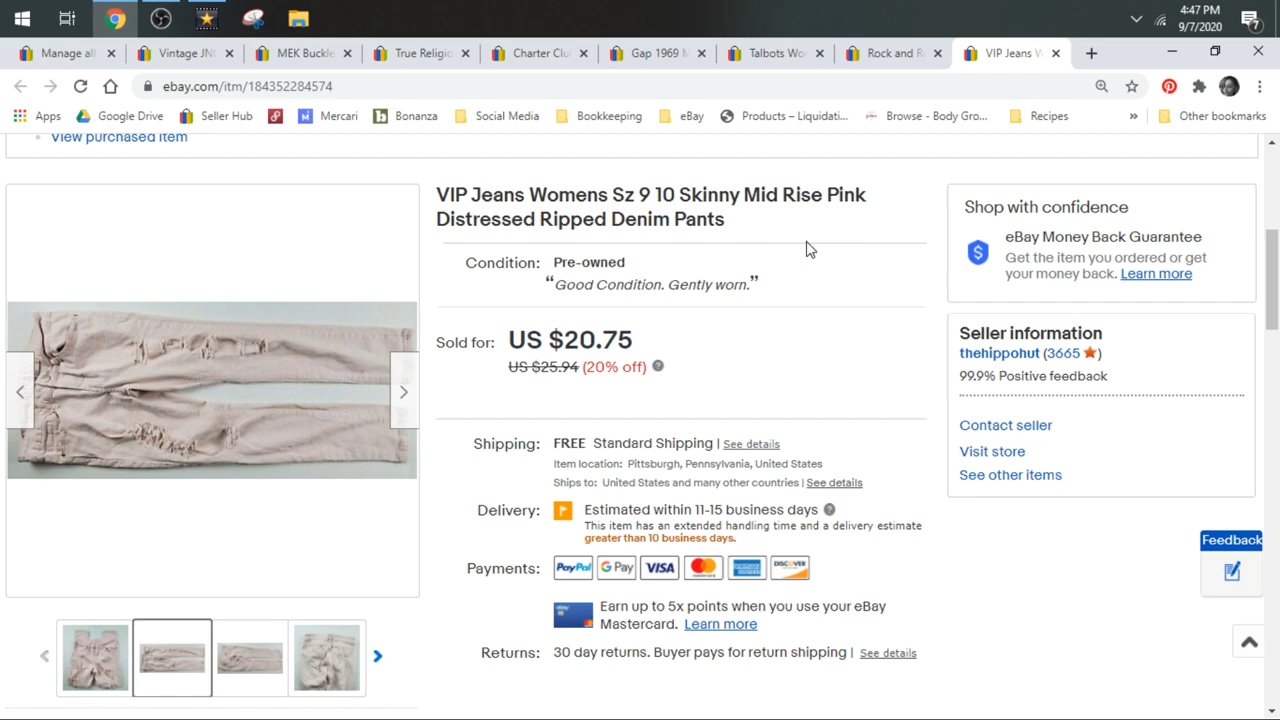 4:47 PM
9/7/2020
7
Manage all
Vintage JNC
MEK Buckle
True Religio
Charter Clu
Gap 1969 M
Talbots Wo
Rock and R
VIP Jeans W
ebay.com/itm/184352284574
Apps
Google Drive
Seller Hub
Mercari
Bonanza
Social Media
Bookkeeping
eBay
Products – Liquidati...
Browse - Body Gro...
Recipes
»
Other bookmarks
View purchased item
VIP Jeans Womens Sz 9 10 Skinny Mid Rise Pink
Distressed Ripped Denim Pants
Condition: Pre-owned
“Good Condition. Gently worn.”
Sold for: US $20.75
US $25.94 (20% off)
Shipping: FREE Standard Shipping | See details
Item location: Pittsburgh, Pennsylvania, United States
Ships to: United States and many other countries | See details
Delivery: Estimated within 11-15 business days
This item has an extended handling time and a delivery estimate
greater than 10 business days.
Payments: PayPal G Pay VISA MasterCard DISCOVER
Earn up to 5x points when you use your eBay
Mastercard. Learn more
Returns: 30 day returns. Buyer pays for return shipping | See details
Shop with confidence
eBay Money Back Guarantee
Get the item you ordered or get
your money back. Learn more
Seller information
thehippohut (3665)
99.9% Positive feedback
Contact seller
Visit store
See other items
Feedback